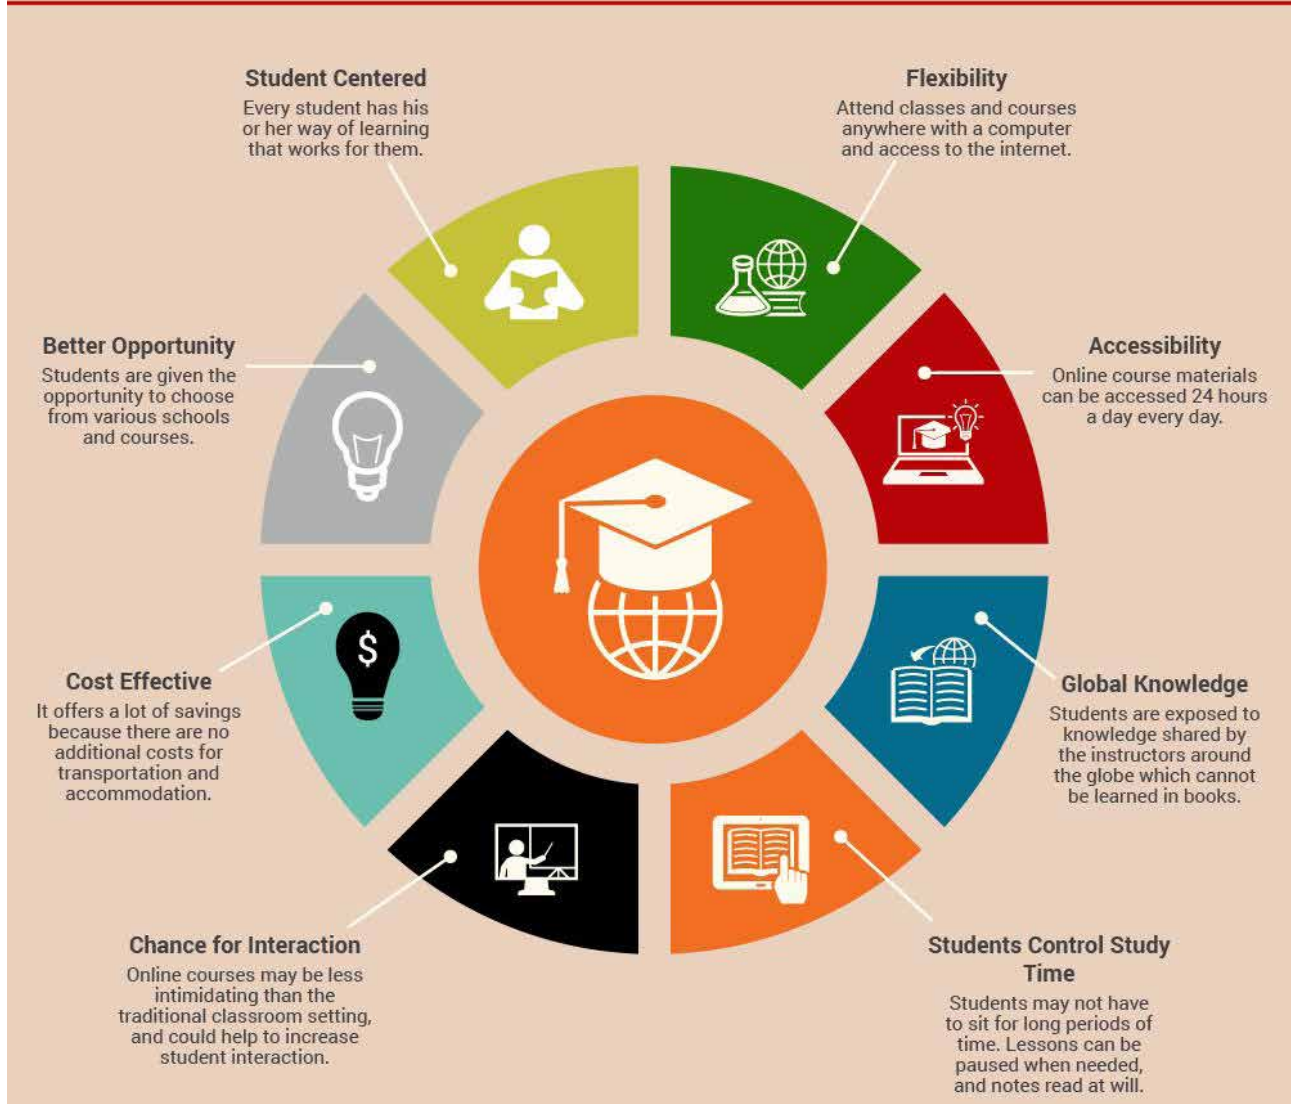 Student Centered
Every student has his
or her way of learning
that works for them.
Flexibility
Attend classes and courses
anywhere with a computer
and access to the internet.
Better Opportunity
Students are given the
opportunity to choose
from various schools
and courses.
Accessibility
Online course materials
can be accessed 24 hours
a day every day.
Cost Effective
It offers a lot of savings
because there are no
additional costs for
transportation and
accommodation.
$
Global Knowledge
Students are exposed to
knowledge shared by
the instructors around
the globe which cannot
be learned in books.
Chance for Interaction
Online courses may be less
intimidating than the
traditional classroom setting,
and could help to increase
student interaction.
Students Control Study
Time
Students may not have
to sit for long periods of
time. Lessons can be
paused when needed,
and notes read at will.